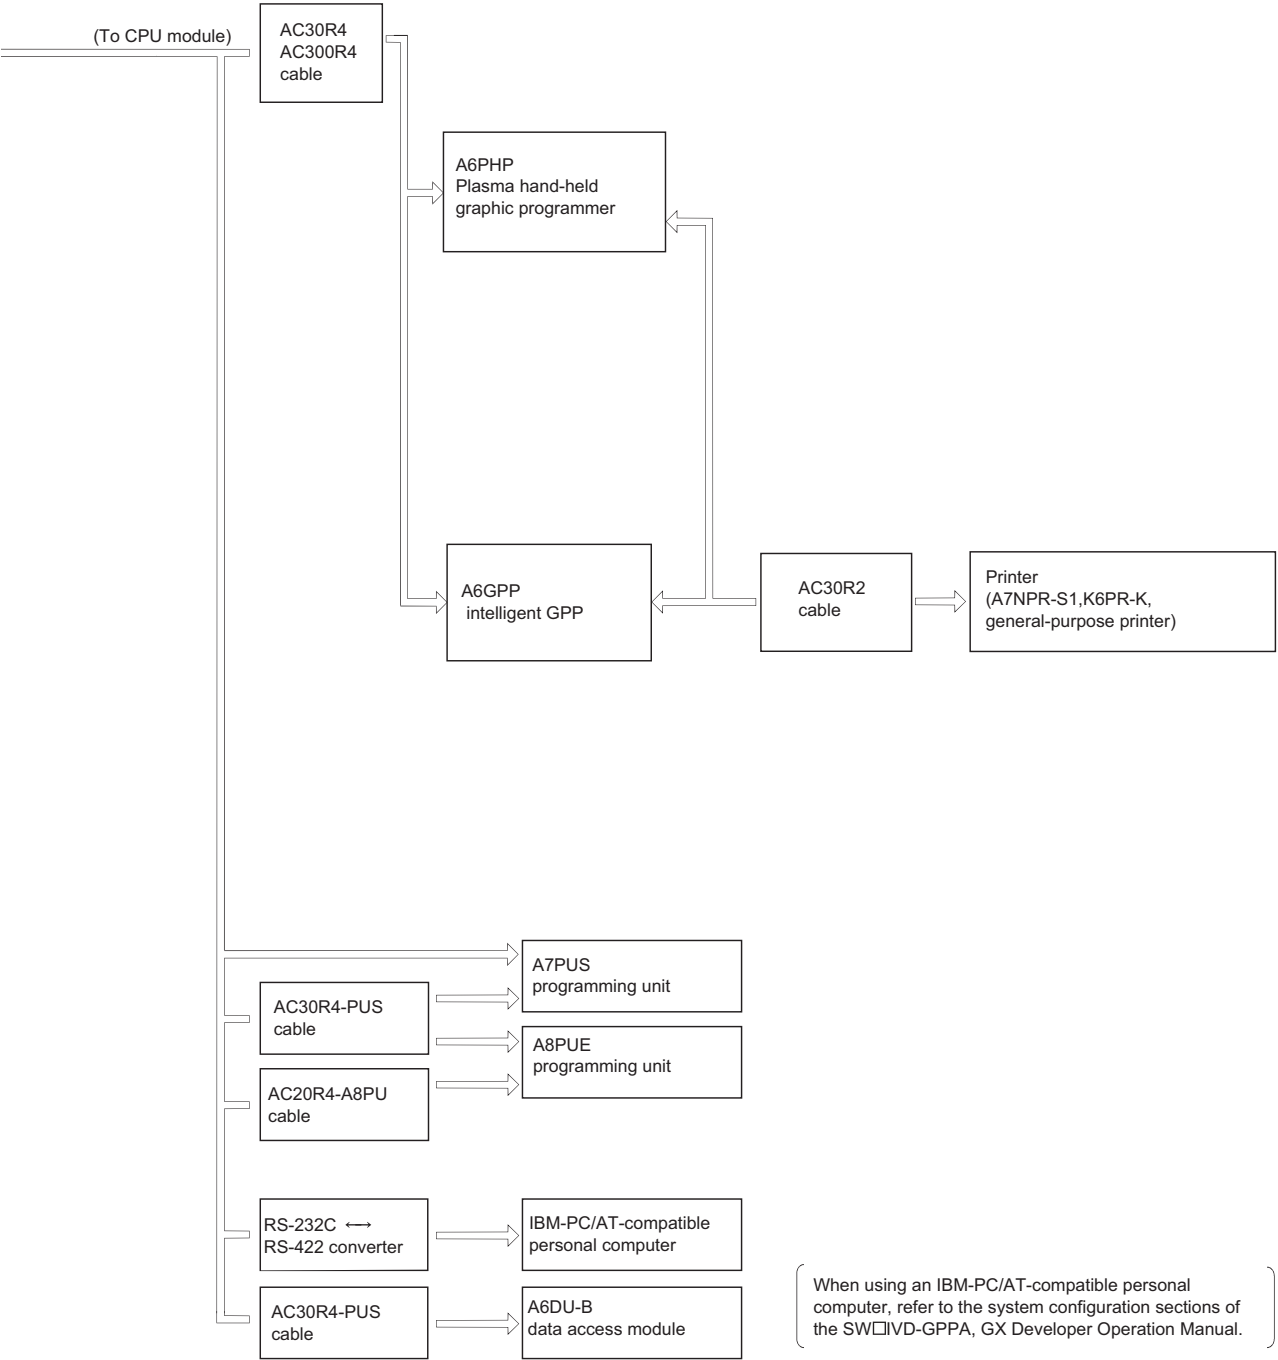 (To CPU module)
AC30R4
AC300R4
cable
A6PHP
Plasma hand-held
graphic programmer
A6GPP
intelligent GPP
AC30R2
cable
Printer
(A7NPR-S1,K6PR-K,
general-purpose printer)
A7PUS
programming unit
AC30R4-PUS
cable
A8PUE
programming unit
AC20R4-A8PU
cable
RS-232C ←→
RS-422 converter
IBM-PC/AT-compatible
personal computer
AC30R4-PUS
cable
A6DU-B
data access module
When using an IBM-PC/AT-compatible personal
computer, refer to the system configuration sections of
the SW□IVD-GPPA, GX Developer Operation Manual.